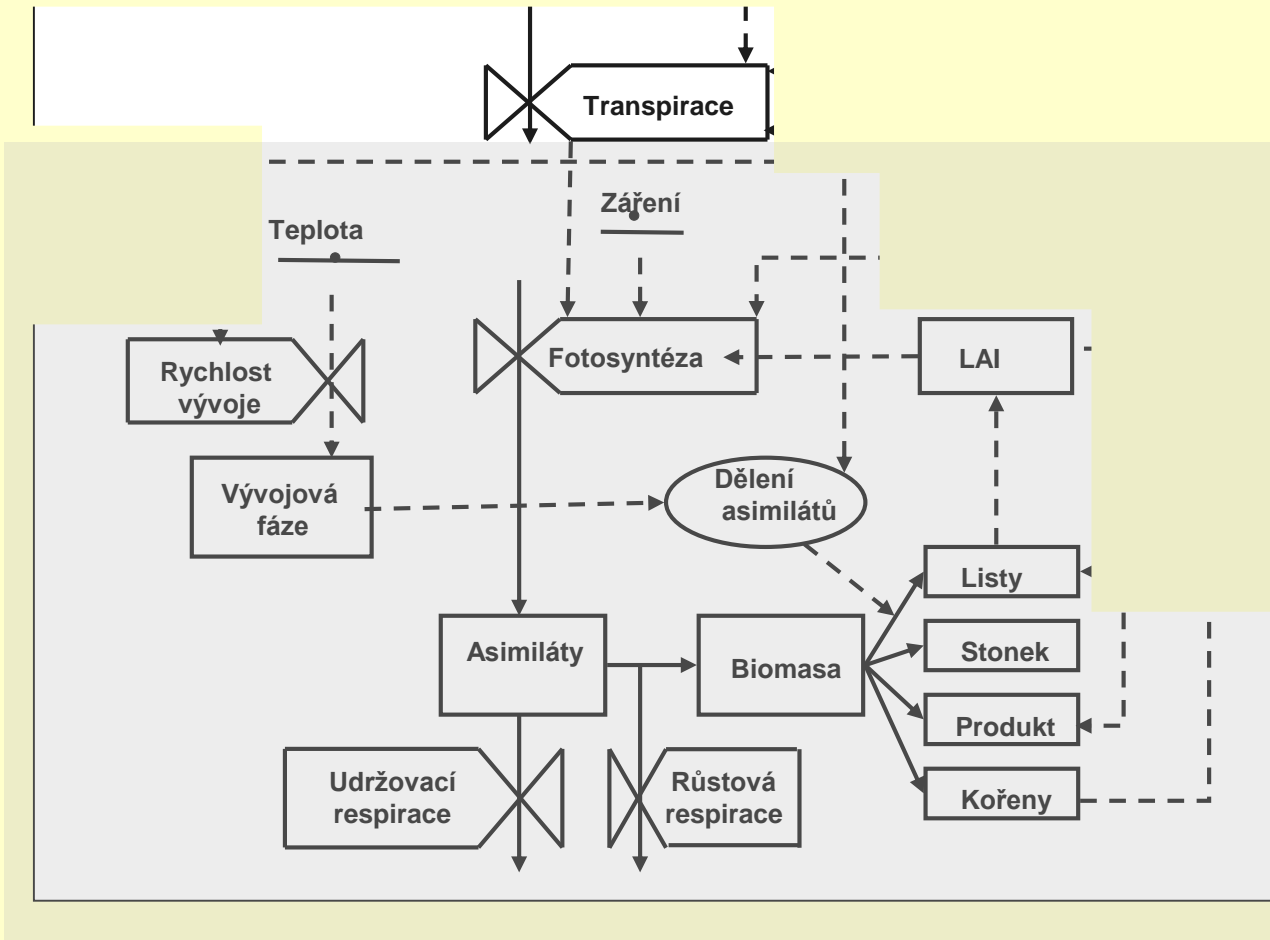 Transpirace
Záření
Teplota
Fotosyntéza
LAI
Rychlost
vývoje
Dělení
asimilátů
Vývojová
fáze
Listy
Asimiláty
Biomasa
Stonek
Produkt
Udržovací
respirace
Růstová
respirace
Kořeny